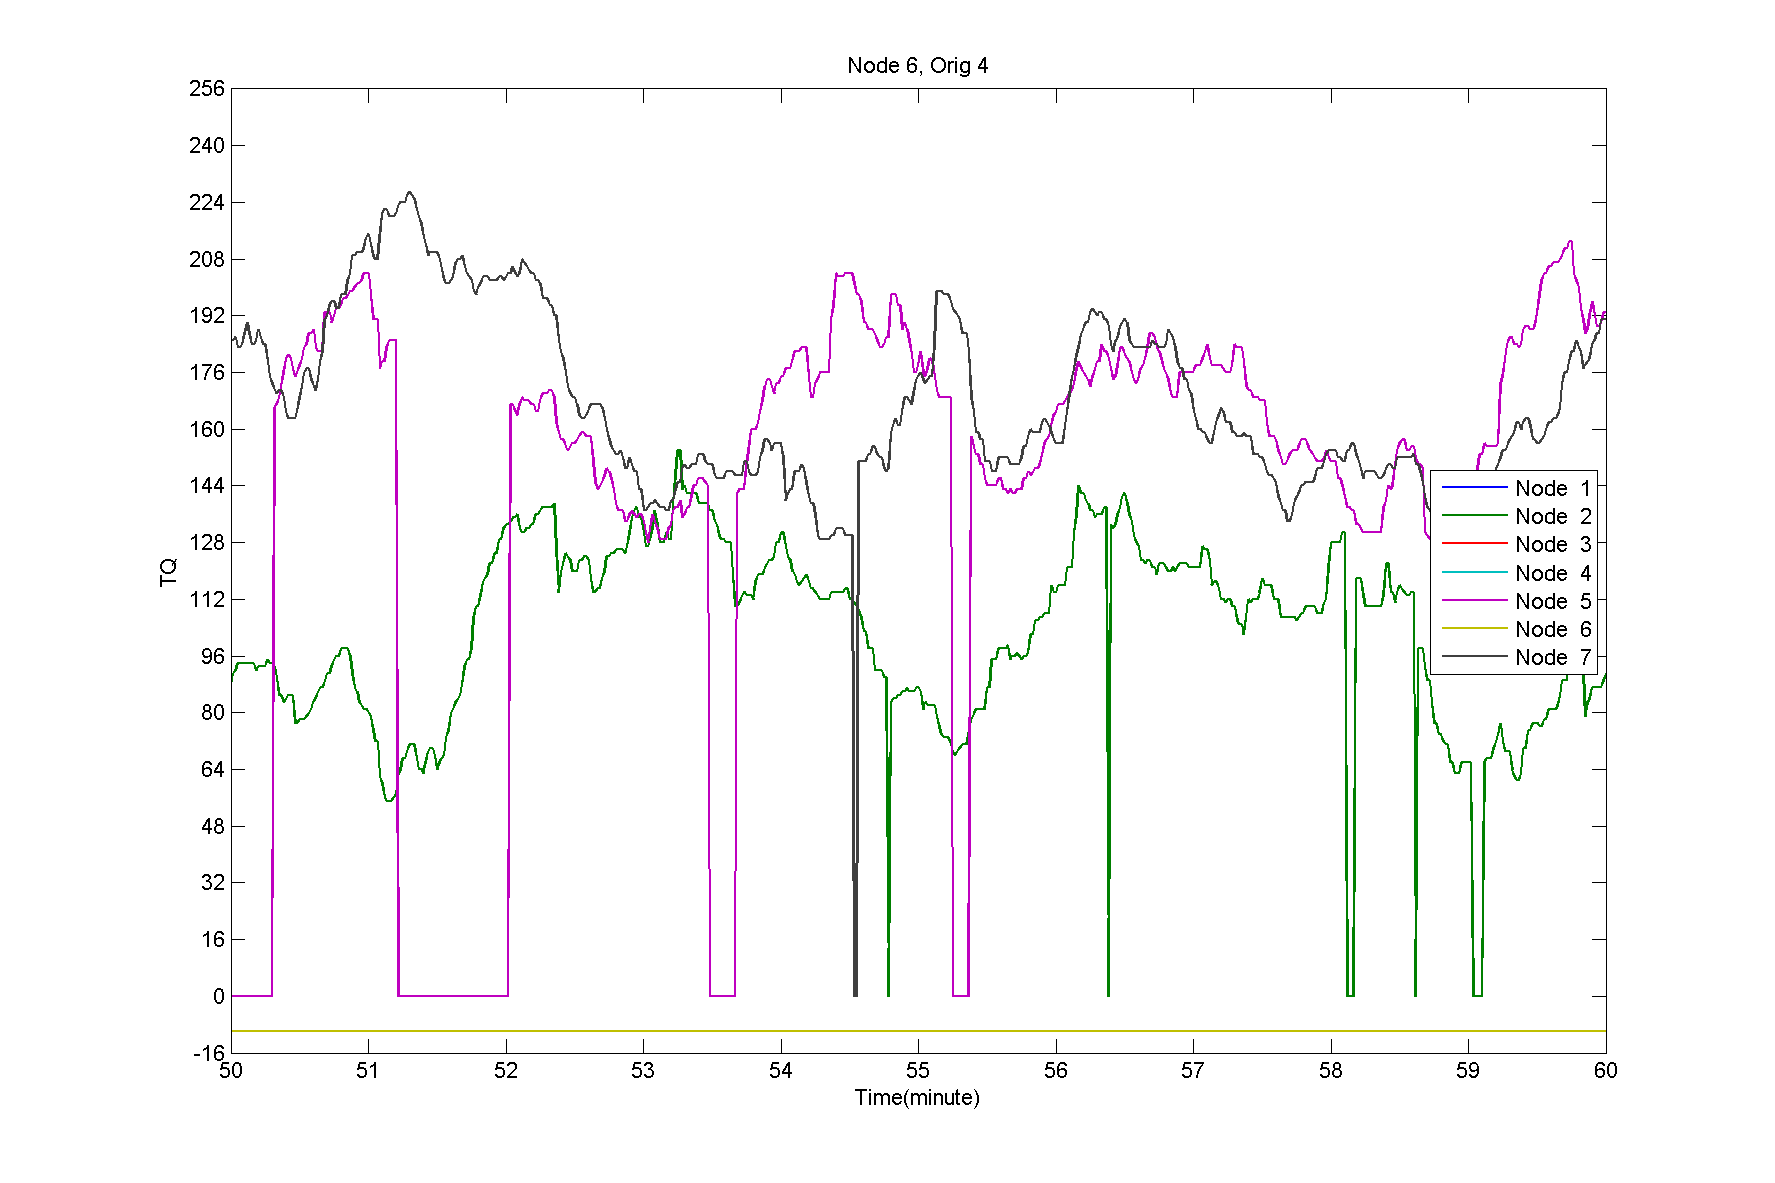 Node 6, Orig 4
256
240
224
208
192
176
160
144
128
112
96
80
64
48
32
16
0
-16
TQ
Node 1
Node 2
Node 3
Node 4
Node 5
Node 6
Node 7
50 51 52 53 54 55 56 57 58 59 60
Time(minute)